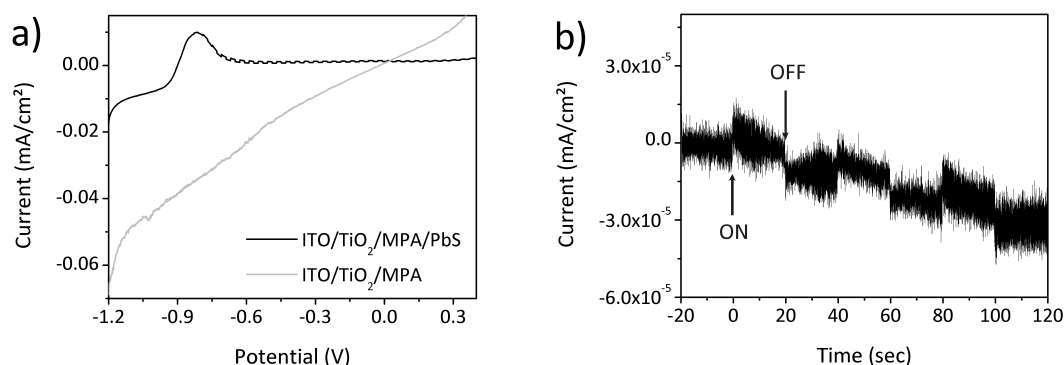 a)
Current (mA/cm²)
0.00
-0.02
-0.04
-0.06
ITO/TiO₂/MPA/PbS
ITO/TiO₂/MPA
-1.2 -0.9 -0.6 -0.3 0.0 0.3
Potential (V)
b)
Current (mA/cm²)
3.0x10⁻⁵
0.0
-3.0x10⁻⁵
-6.0x10⁻⁵
OFF
ON
-20 0 20 40 60 80 100 120
Time (sec)